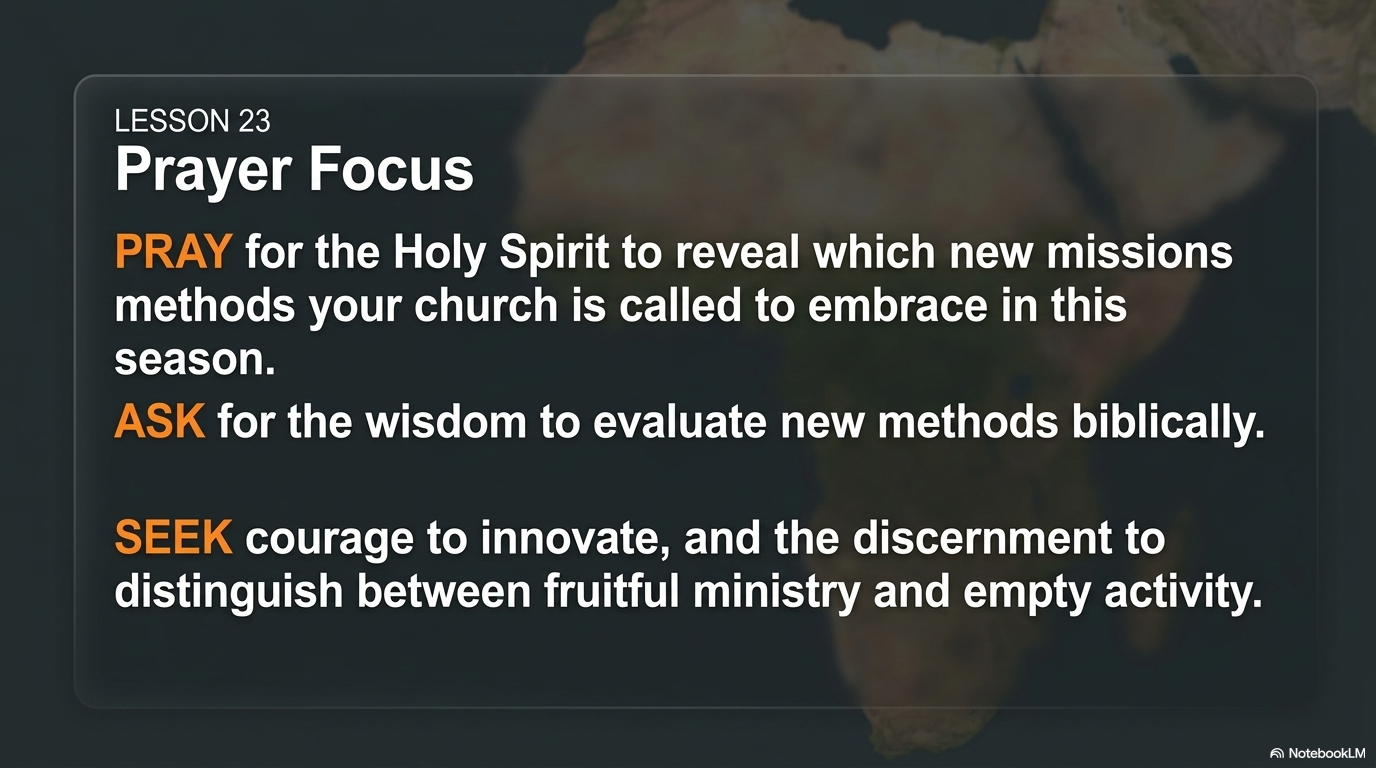 LESSON 23
Prayer Focus
PRAY for the Holy Spirit to reveal which new missions
methods your church is called to embrace in this
season.
ASK for the wisdom to evaluate new methods biblically.
SEEK courage to innovate, and the discernment to
distinguish between fruitful ministry and empty activity.
NotebookLM